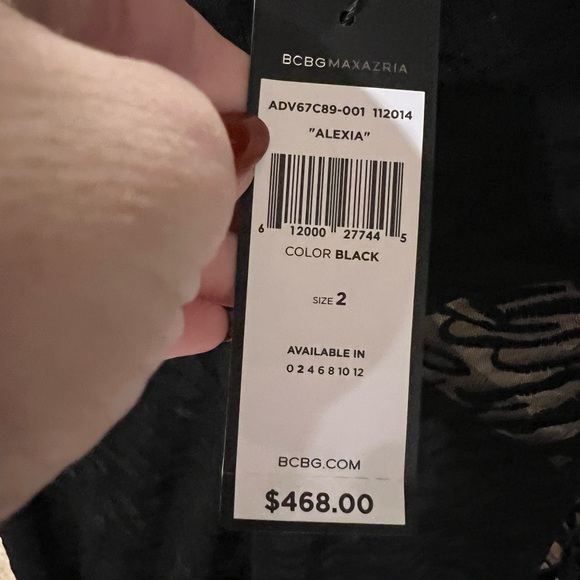 BCBGMAXAZRIA
ADV67C89-001 112014
"ALEXIA"
6 12000 27744 5
COLOR BLACK
SIZE 2
AVAILABLE IN
0 2 4 6 8 10 12
BCBG.COM
$468.00